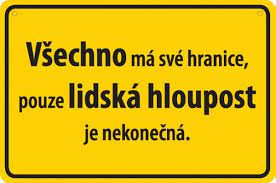 Všechno má své hranice,
pouze lidská hloupost
je nekonečná.